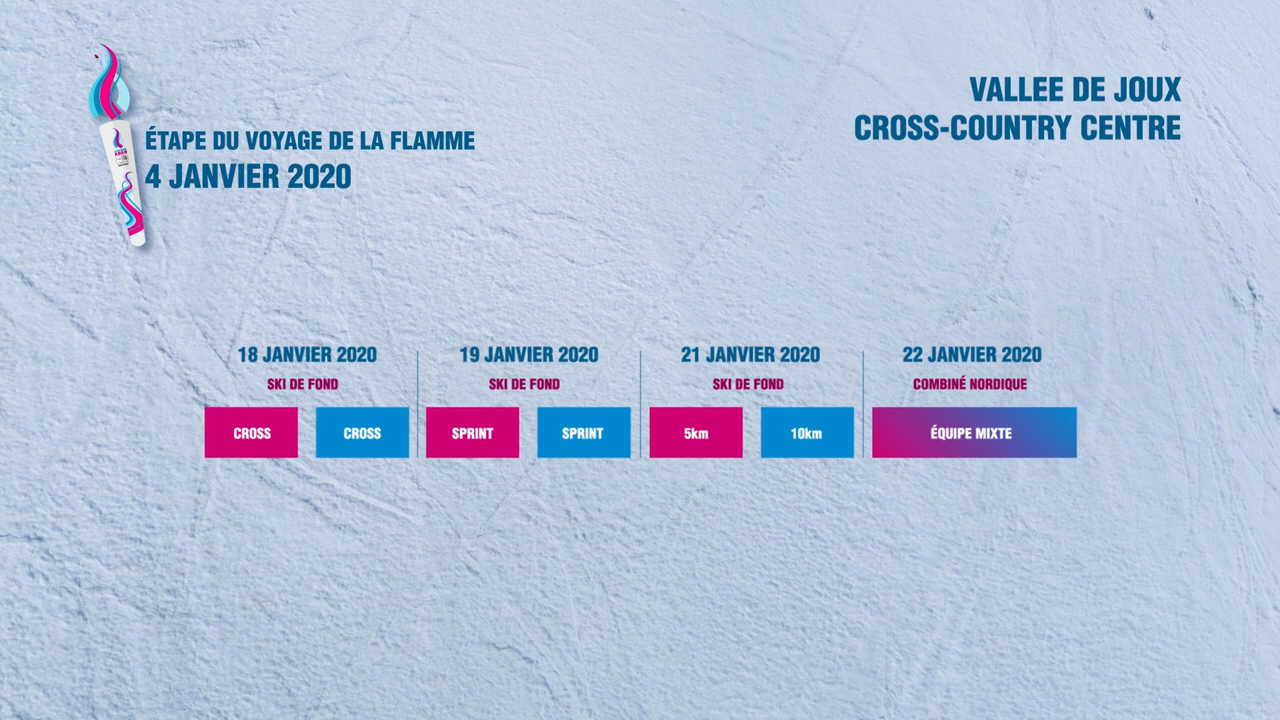 ÉTAPE DU VOYAGE DE LA FLAMME
4 JANVIER 2020
VALLEE DE JOUX
CROSS-COUNTRY CENTRE
18 JANVIER 2020
SKI DE FOND
CROSS
CROSS
19 JANVIER 2020
SKI DE FOND
SPRINT
SPRINT
21 JANVIER 2020
SKI DE FOND
5km
10km
22 JANVIER 2020
COMBINÉ NORDIQUE
ÉQUIPE MIXTE